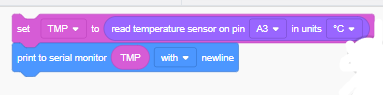 set TMP to read temperature sensor on pin A3 in units °C
print to serial monitor TMP with newline